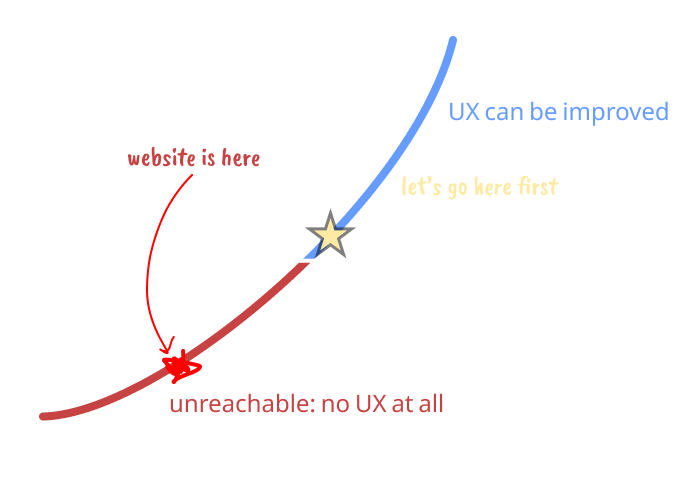 UX can be improved
website is here
let's go here first
unreachable: no UX at all